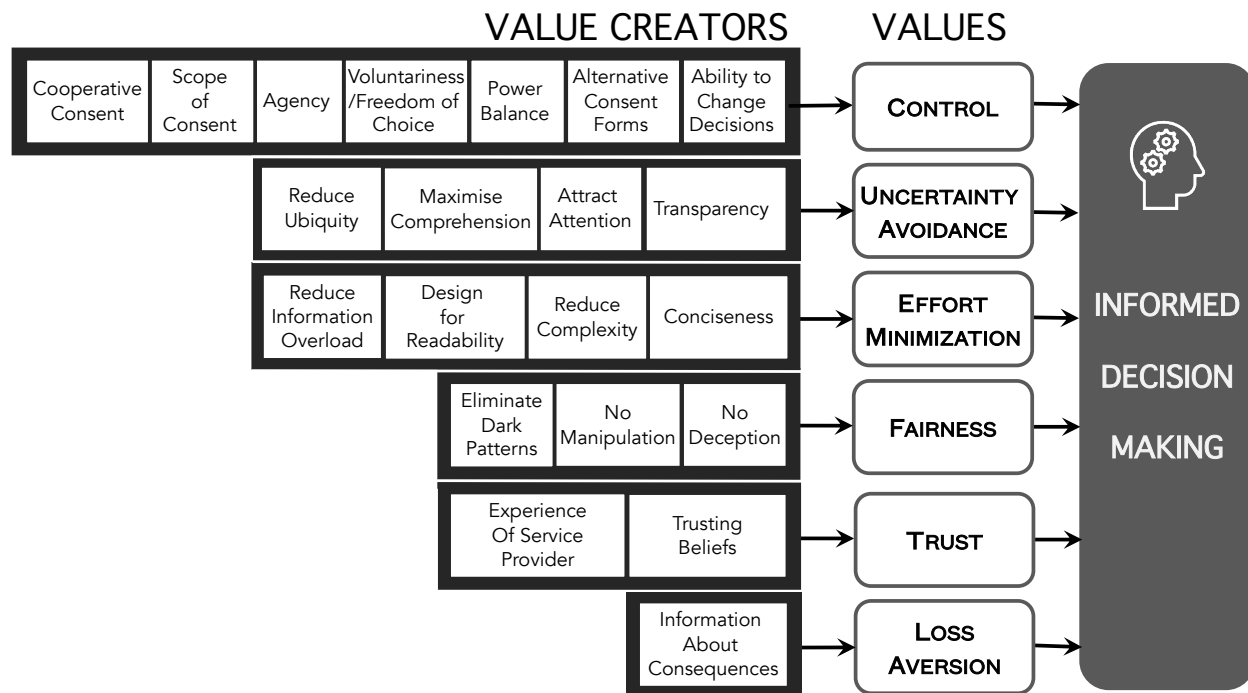 VALUE CREATORS
VALUES
Cooperative
Consent
Scope
of
Consent
Agency
Voluntariness
/Freedom of
Choice
Power
Balance
Alternative
Consent
Forms
Ability to
Change
Decisions
CONTROL
Reduce
Ubiquity
Maximise
Comprehension
Attract
Attention
Transparency
UNCERTAINTY
AVOIDANCE
Reduce
Information
Overload
Design
for
Readability
Reduce
Complexity
Conciseness
EFFORT
MINIMIZATION
Eliminate
Dark
Patterns
No
Manipulation
No
Deception
FAIRNESS
Experience
Of Service
Provider
Trusting
Beliefs
TRUST
Information
About
Consequences
LOSS
AVERSION
INFORMED
DECISION
MAKING